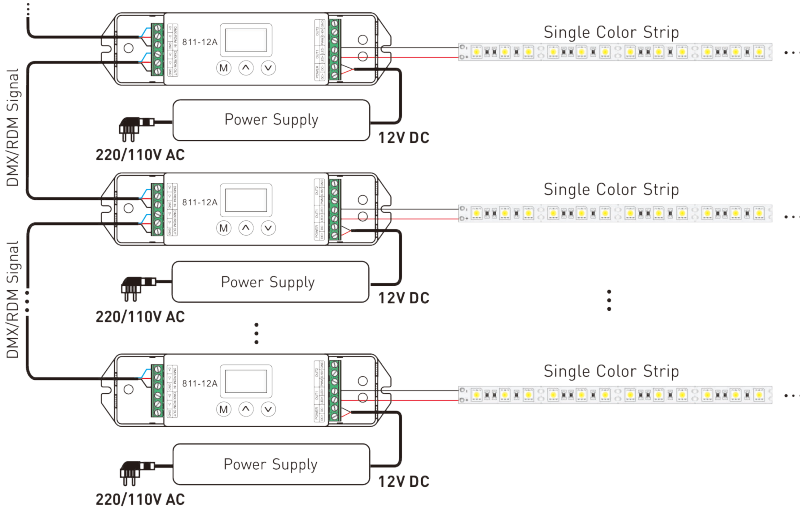 Single Color Strip
811-12A
M
DMX/RDM Signal
Power Supply
12V DC
220/110V AC
Single Color Strip
811-12A
M
DMX/RDM Signal
Power Supply
12V DC
220/110V AC
Single Color Strip
811-12A
M
Power Supply
12V DC
220/110V AC